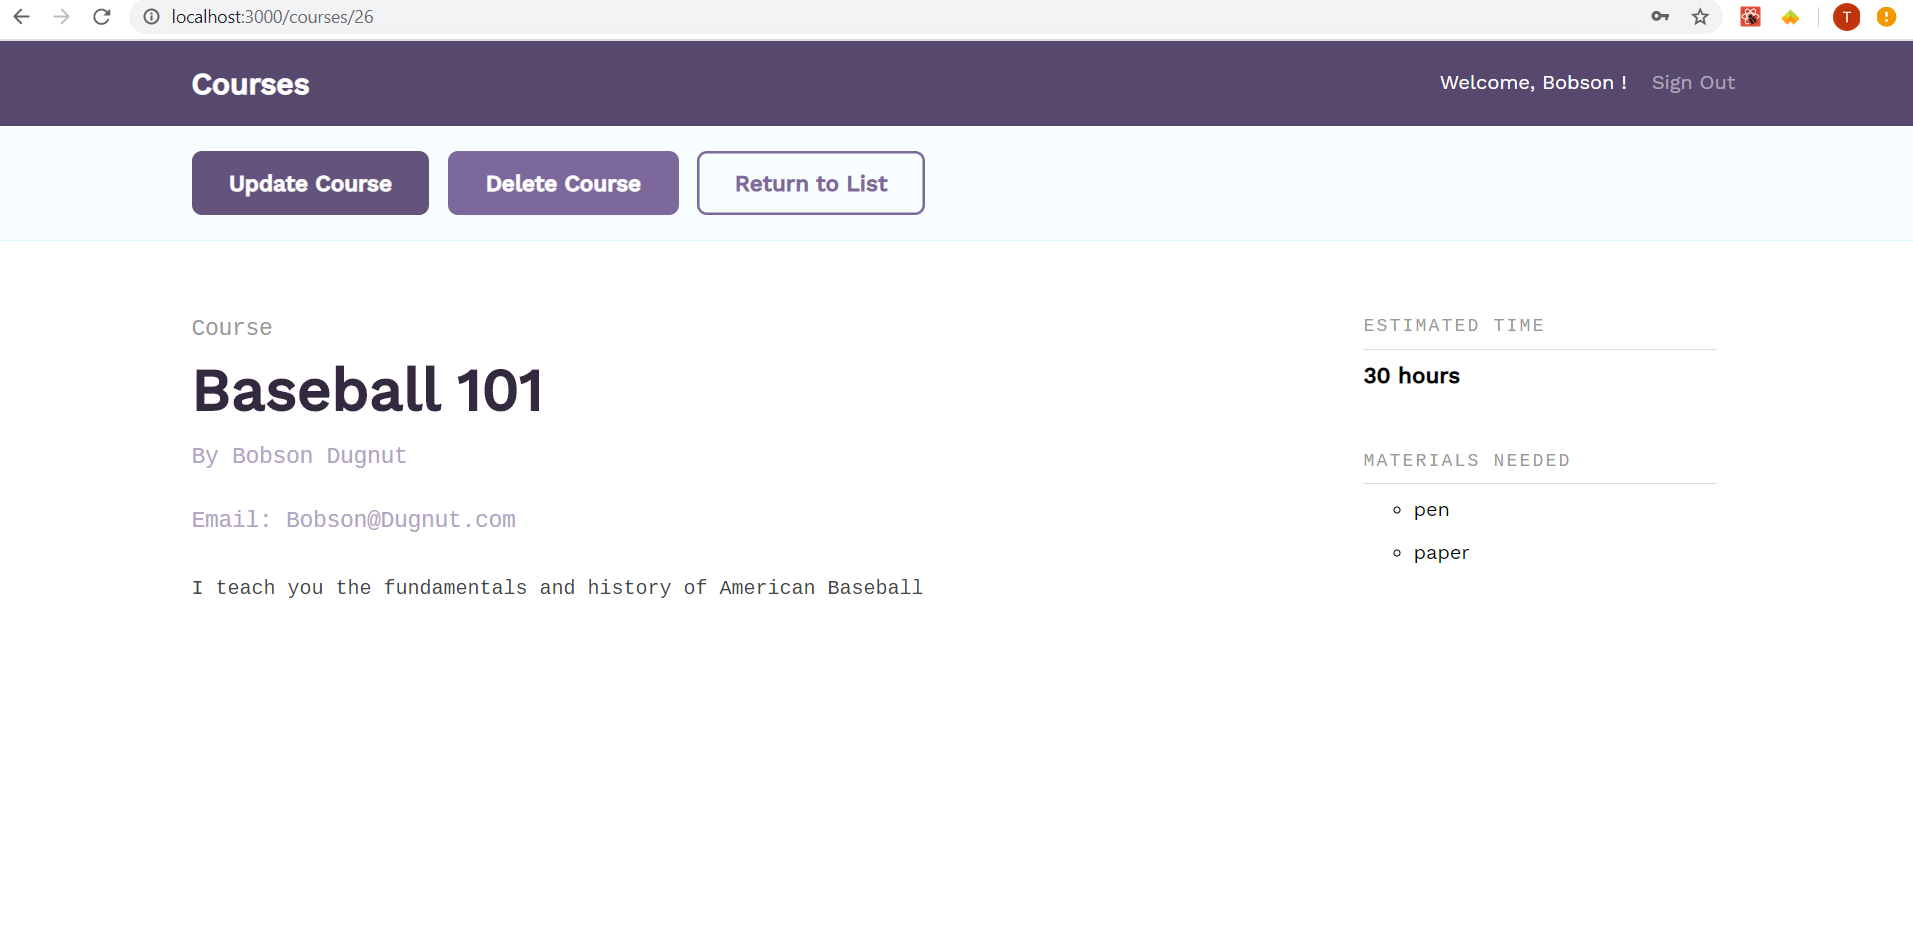 localhost:3000/courses/26
T
Courses
Welcome, Bobson !
Sign Out
Update Course
Delete Course
Return to List
Course
Baseball 101
By Bobson Dugnut
Email: Bobson@Dugnut.com
I teach you the fundamentals and history of American Baseball
ESTIMATED TIME
30 hours
MATERIALS NEEDED
pen
paper